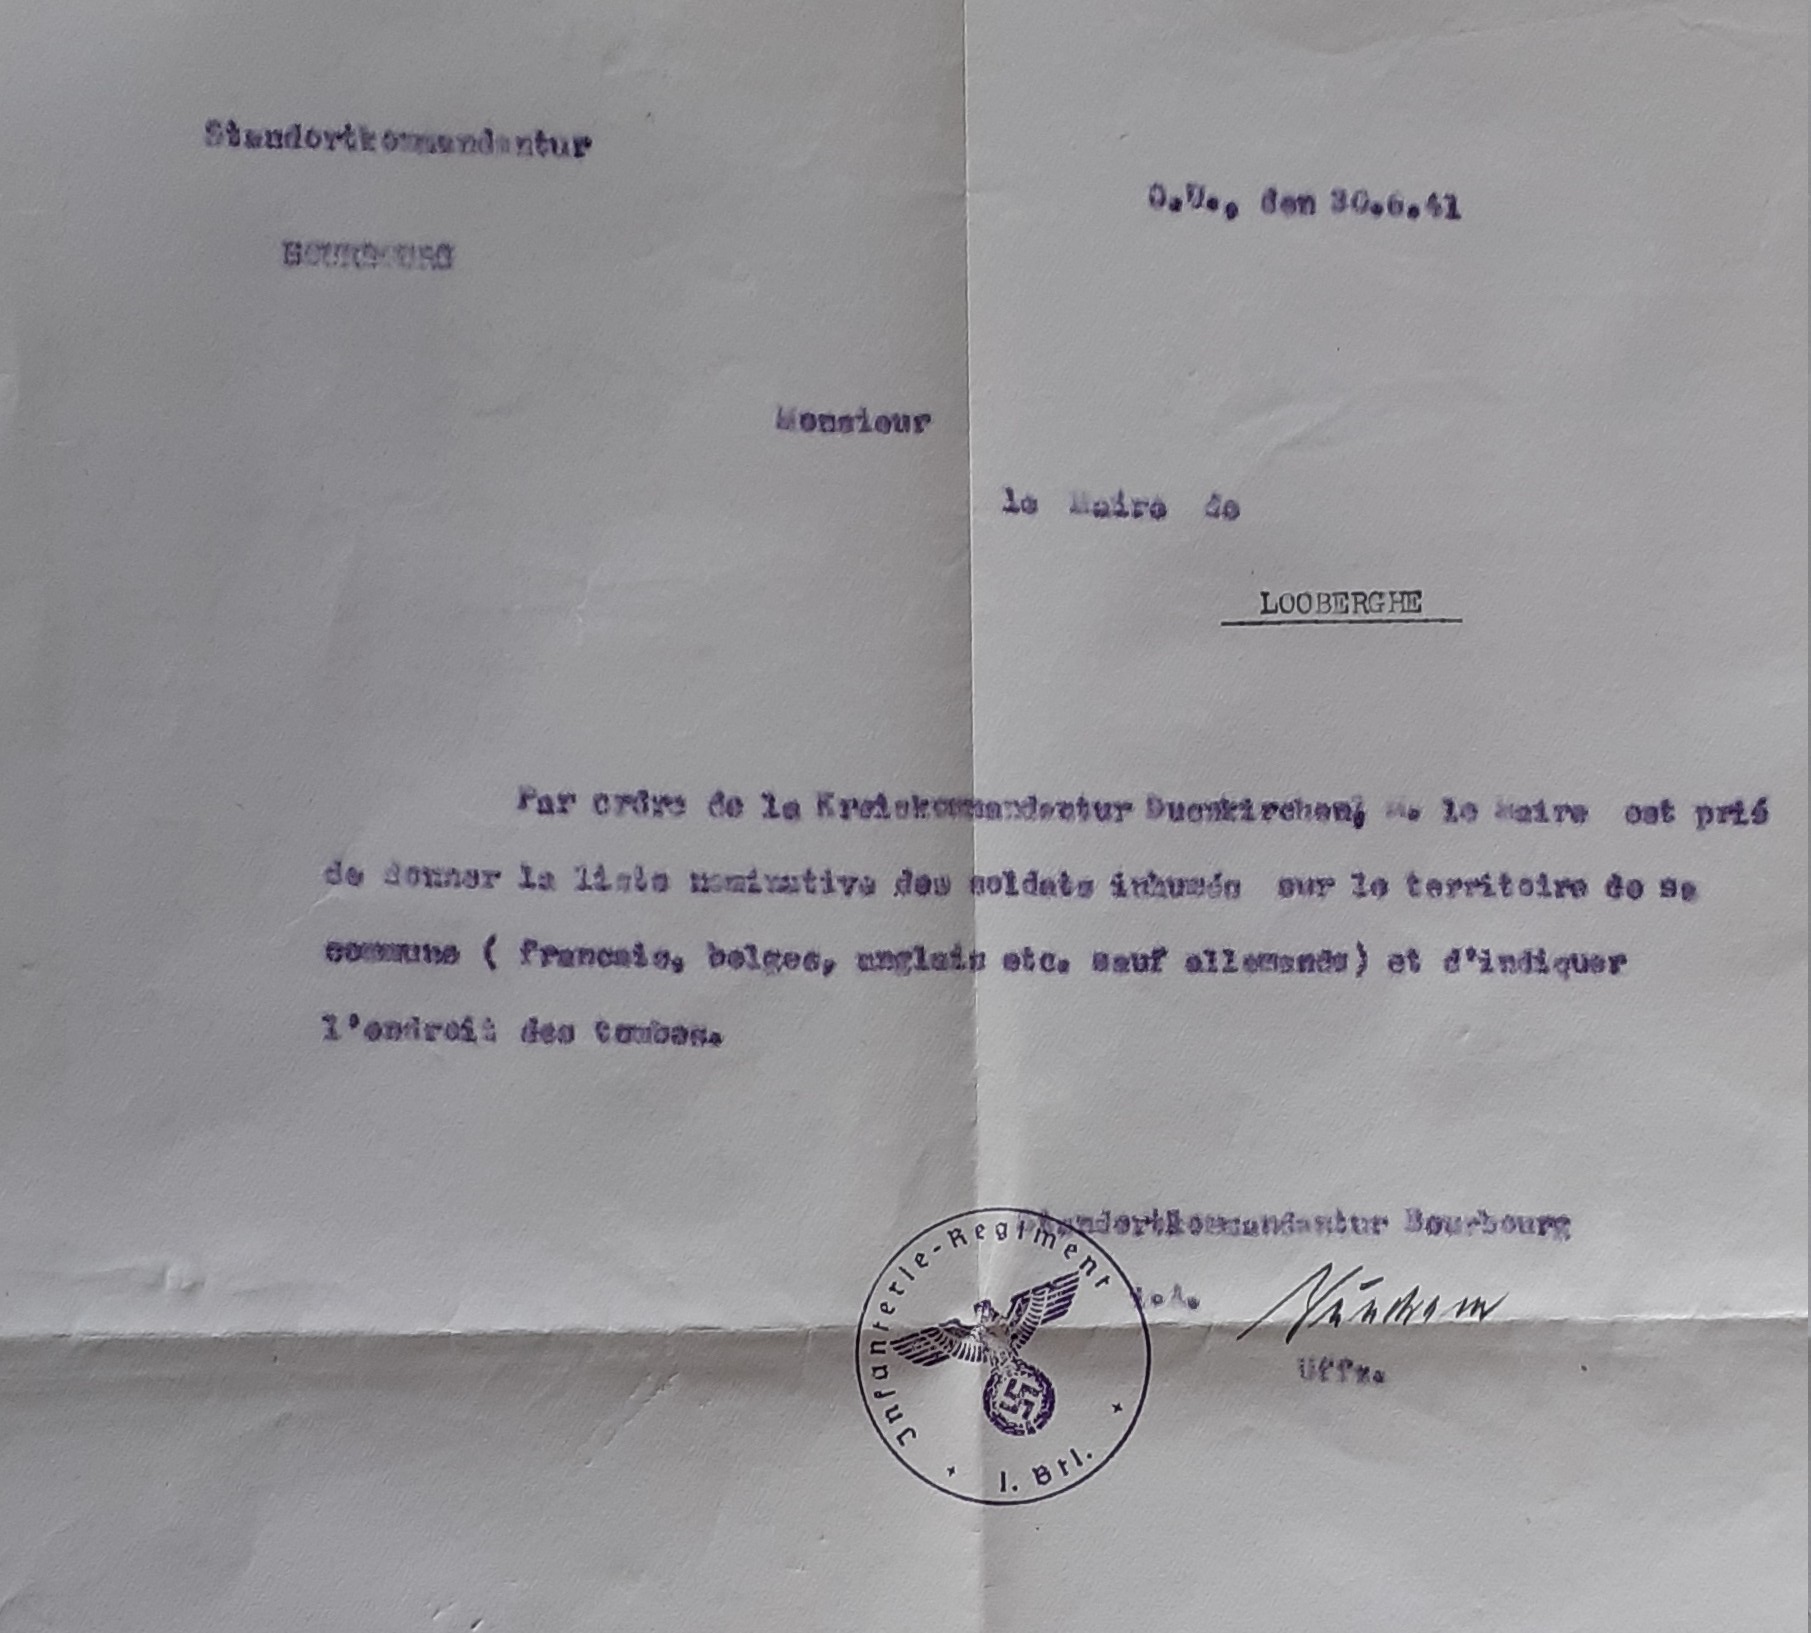 Standortkommandantur
O.U., den 30.6.41
BOURBOURG
Monsieur
le Maire de
LOOBERGHE
Par ordre de la Kreiskommandantur Duenkirchen, M. le Maire est prié
de donner la liste nominative des soldats inhumés sur le territoire de sa
commune ( francais, belges, anglais etc. sauf allemands) et d'indiquer
l'endroit des tombes.
Standortkommandantur Bourbourg
I.A.
Uffz.
Infanterie-Regiment
I. Btl.